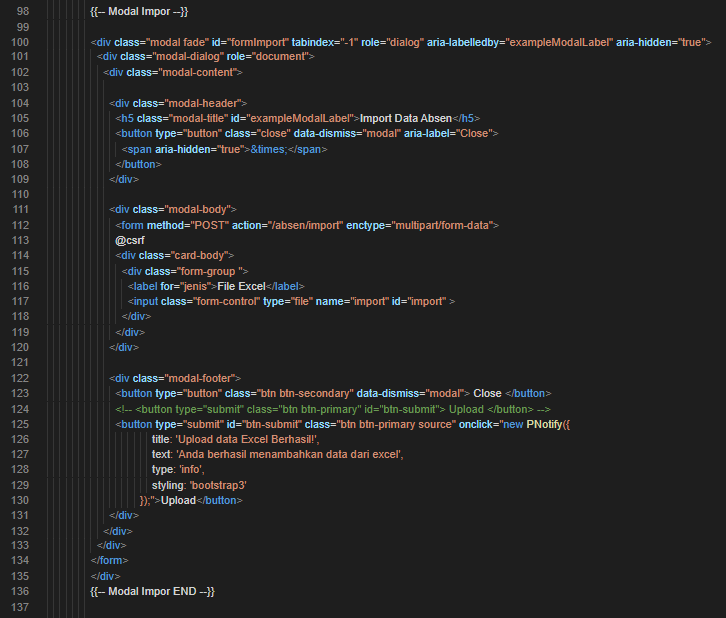 98 {{-- Modal Impor --}}
99
100 <div class="modal fade" id="formImport" tabindex="-1" role="dialog" aria-labelledby="exampleModalLabel" aria-hidden="true">
101 <div class="modal-dialog" role="document">
102 <div class="modal-content">
103
104 <div class="modal-header">
105 <h5 class="modal-title" id="exampleModalLabel">Import Data Absen</h5>
106 <button type="button" class="close" data-dismiss="modal" aria-label="Close">
107 <span aria-hidden="true">&times;</span>
108 </button>
109 </div>
110
111 <div class="modal-body">
112 <form method="POST" action="/absen/import" enctype="multipart/form-data">
113 @csrf
114 <div class="card-body">
115 <div class="form-group ">
116 <label for="jenis">File Excel</label>
117 <input class="form-control" type="file" name="import" id="import" >
118 </div>
119 </div>
120 </div>
121
122 <div class="modal-footer">
123 <button type="button" class="btn btn-secondary" data-dismiss="modal"> Close </button>
124 <!-- <button type="submit" class="btn btn-primary" id="btn-submit"> Upload </button> -->
125 <button type="submit" id="btn-submit" class="btn btn-primary source" onclick="new PNotify({
126 title: 'Upload data Excel Berhasil!',
127 text: 'Anda berhasil menambahkan data dari excel',
128 type: 'info',
129 styling: 'bootstrap3'
130 });">Upload</button>
131 </div>
132 </div>
133 </div>
134 </form>
135 </div>
136 {{-- Modal Impor END --}}
137